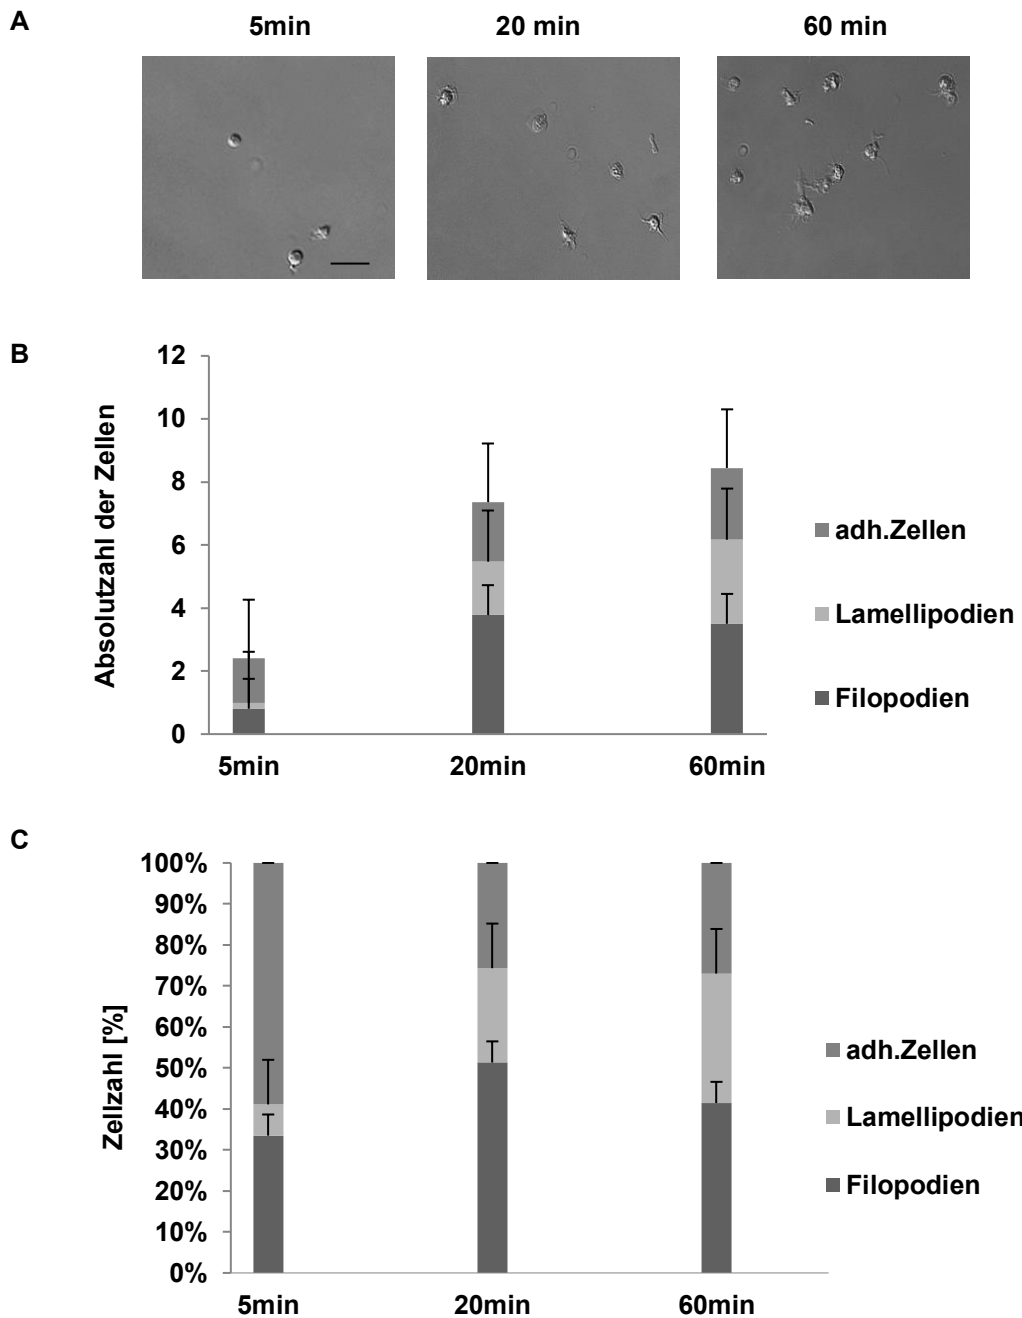 A
5min
20 min
60 min
B
Absolutzahl der Zellen
12
10
8
6
4
2
0
5min
20min
60min
adh.Zellen
Lamellipodien
Filopodien
C
Zellzahl [%]
100%
90%
80%
70%
60%
50%
40%
30%
20%
10%
0%
5min
20min
60min
adh.Zellen
Lamellipodien
Filopodien